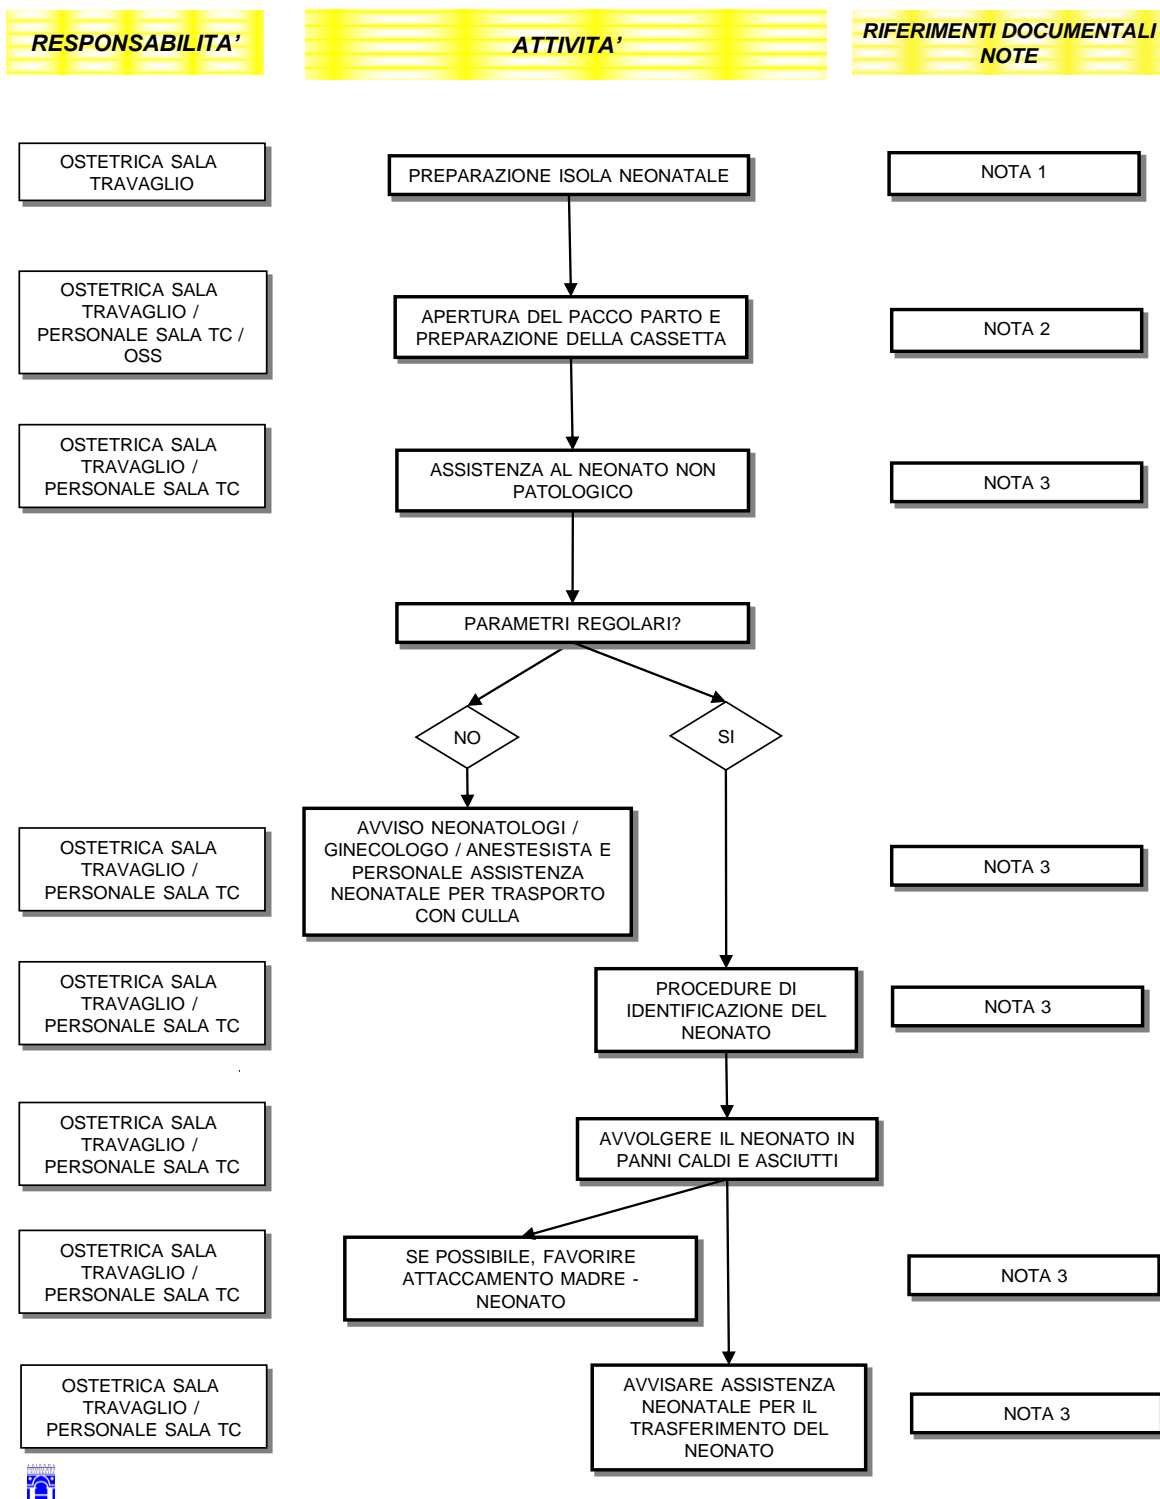 RESPONSABILITA’
ATTIVITA’
RIFERIMENTI DOCUMENTALI
NOTE
OSTETRICA SALA
TRAVAGLIO
PREPARAZIONE ISOLA NEONATALE
NOTA 1
OSTETRICA SALA
TRAVAGLIO /
PERSONALE SALA TC /
OSS
APERTURA DEL PACCO PARTO E
PREPARAZIONE DELLA CASSETTA
NOTA 2
OSTETRICA SALA
TRAVAGLIO /
PERSONALE SALA TC
ASSISTENZA AL NEONATO NON
PATOLOGICO
NOTA 3
PARAMETRI REGOLARI?
NO
SI
OSTETRICA SALA
TRAVAGLIO /
PERSONALE SALA TC
AVVISO NEONATOLOGI /
GINECOLOGO / ANESTESISTA E
PERSONALE ASSISTENZA
NEONATALE PER TRASPORTO
CON CULLA
NOTA 3
OSTETRICA SALA
TRAVAGLIO /
PERSONALE SALA TC
PROCEDURE DI
IDENTIFICAZIONE DEL
NEONATO
NOTA 3
OSTETRICA SALA
TRAVAGLIO /
PERSONALE SALA TC
AVVOLGERE IL NEONATO IN
PANNI CALDI E ASCIUTTI
OSTETRICA SALA
TRAVAGLIO /
PERSONALE SALA TC
SE POSSIBILE, FAVORIRE
ATTACCAMENTO MADRE -
NEONATO
NOTA 3
OSTETRICA SALA
TRAVAGLIO /
PERSONALE SALA TC
AVVISARE ASSISTENZA
NEONATALE PER IL
TRASFERIMENTO DEL
NEONATO
NOTA 3